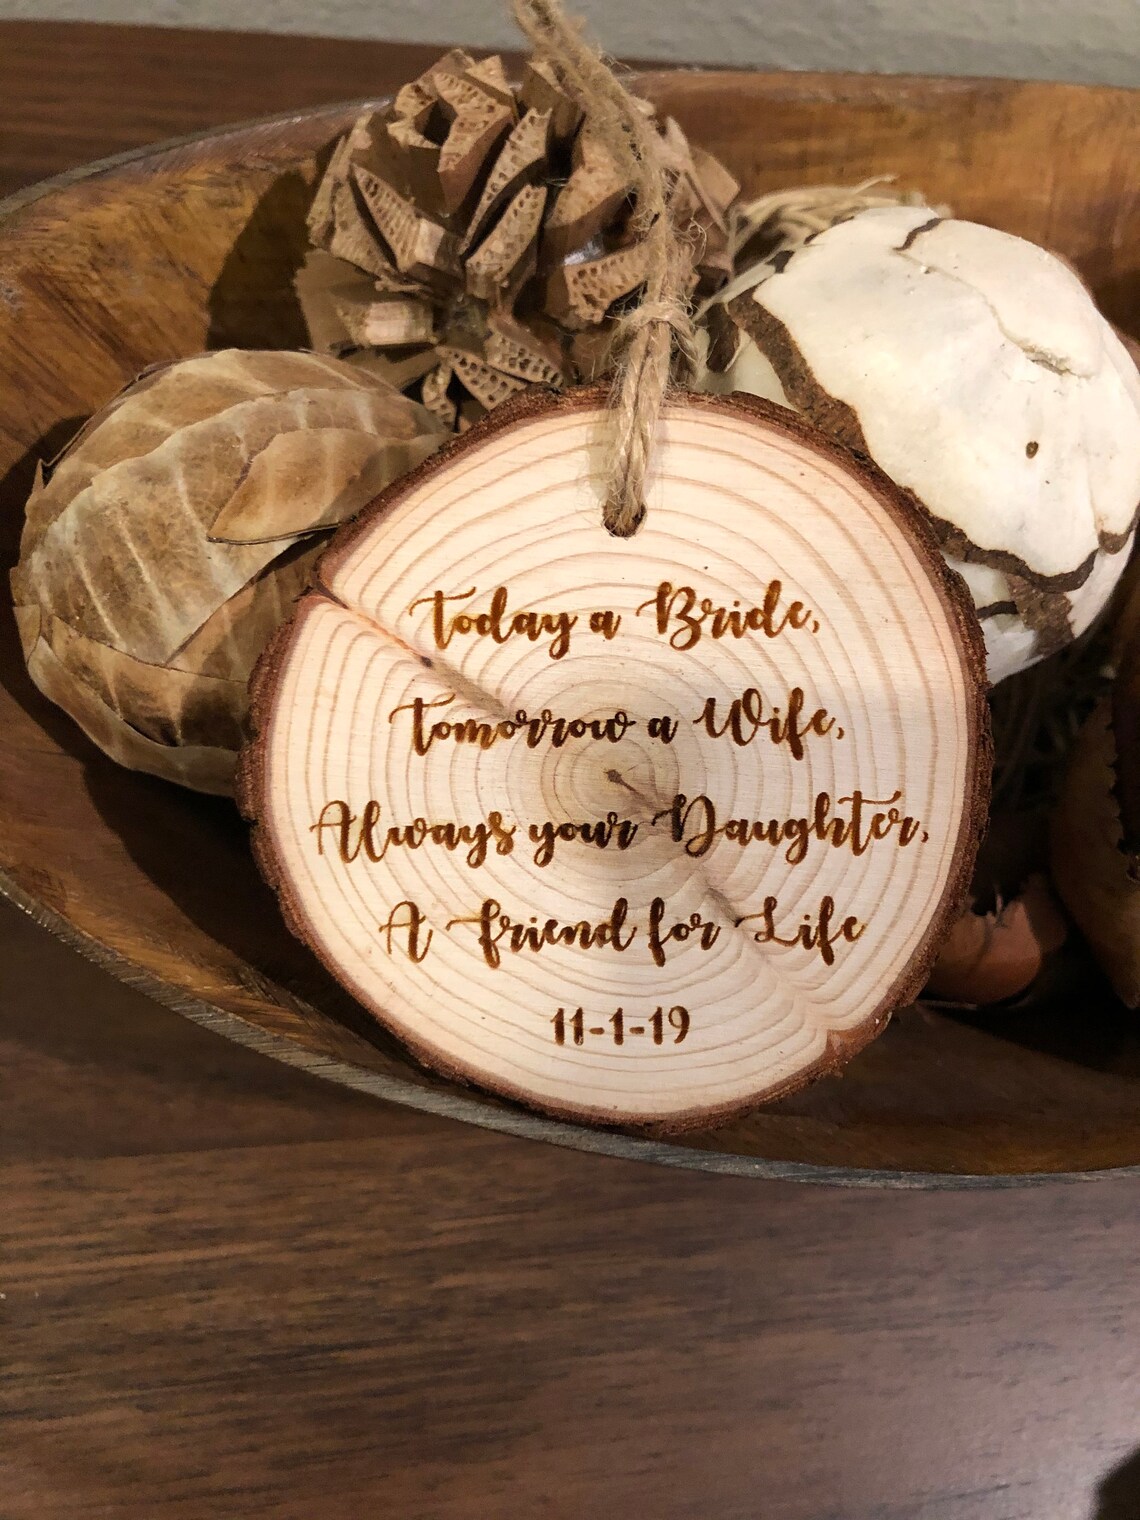 Today a Bride,
Tomorrow a Wife,
Always your Daughter,
A friend for Life
11-1-19